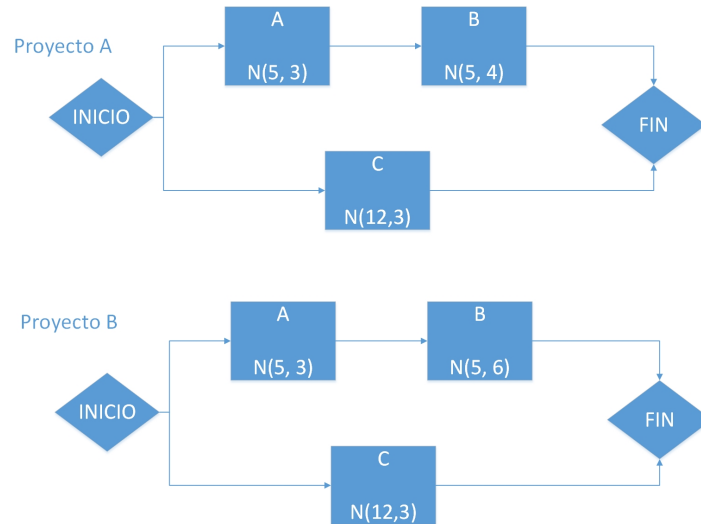 Proyecto A
INICIO
A
N(5, 3)
B
N(5, 4)
C
N(12,3)
FIN
Proyecto B
INICIO
A
N(5, 3)
B
N(5, 6)
C
N(12,3)
FIN